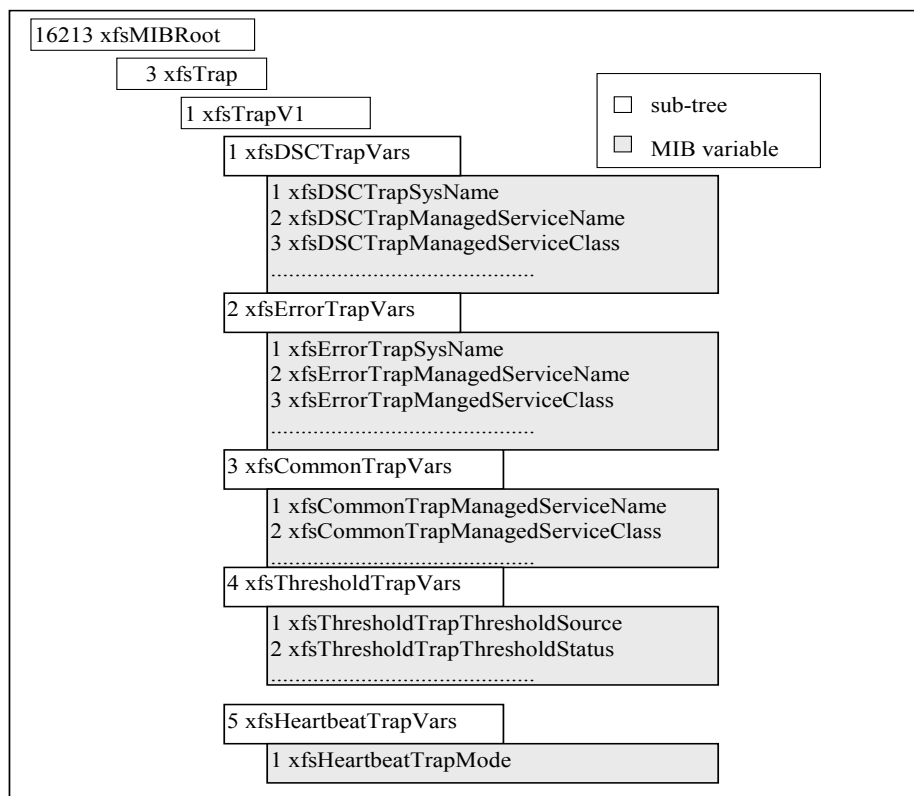 16213 xfsMIBRoot
3 xfsTrap
1 xfsTrapV1
sub-tree
MIB variable
1 xfsDSCTrapVars
1 xfsDSCTrapSysName
2 xfsDSCTrapManagedServiceName
3 xfsDSCTrapManagedServiceClass
............................................
2 xfsErrorTrapVars
1 xfsErrorTrapSysName
2 xfsErrorTrapManagedServiceName
3 xfsErrorTrapMangedServiceClass
............................................
3 xfsCommonTrapVars
1 xfsCommonTrapManagedServiceName
2 xfsCommonTrapManagedServiceClass
............................................
4 xfsThresholdTrapVars
1 xfsThresholdTrapThresholdSource
2 xfsThresholdTrapThresholdStatus
............................................
5 xfsHeartbeatTrapVars
1 xfsHeartbeatTrapMode